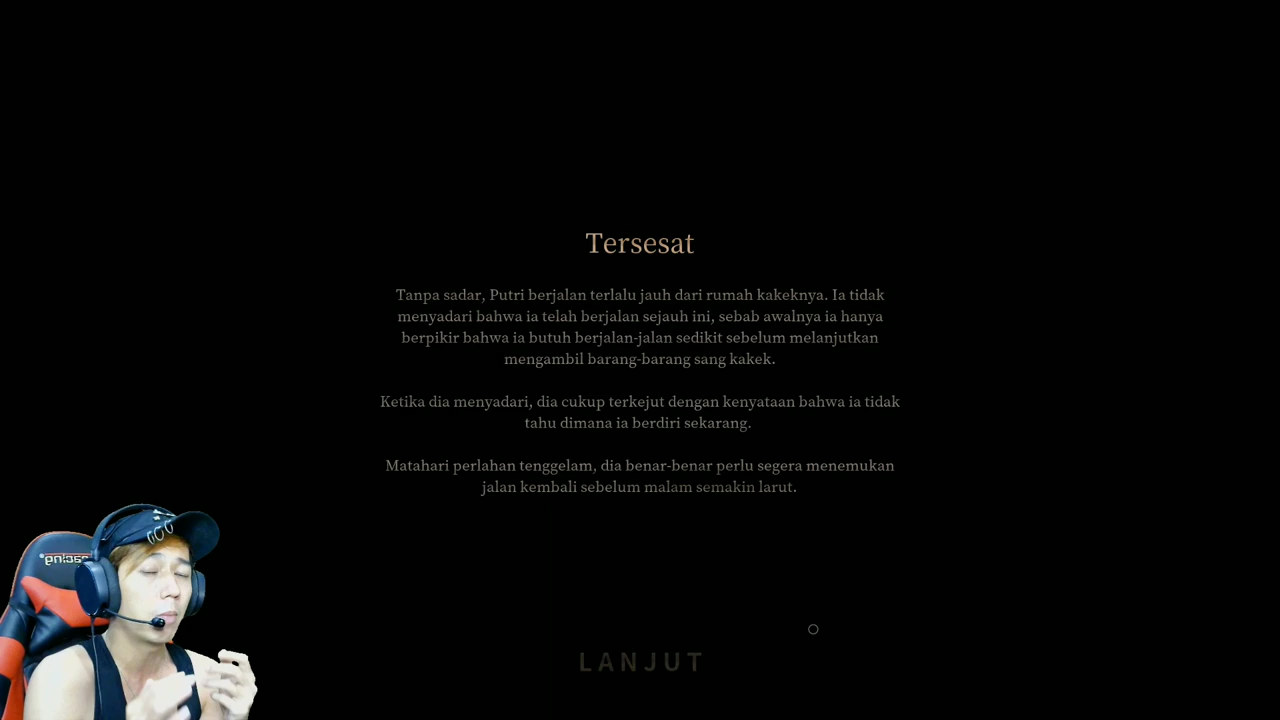 Tersesat
Tanpa sadar, Putri berjalan terlalu jauh dari rumah kakeknya. Ia tidak
menyadari bahwa ia telah berjalan sejauh ini, sebab awalnya ia hanya
berpikir bahwa ia butuh berjalan-jalan sedikit sebelum melanjutkan
mengambil barang-barang sang kakek.
Ketika dia menyadari, dia cukup terkejut dengan kenyataan bahwa ia tidak
tahu dimana ia berdiri sekarang.
Matahari perlahan tenggelam, dia benar-benar perlu segera menemukan
jalan kembali sebelum malam semakin larut.
racing
LANJUT